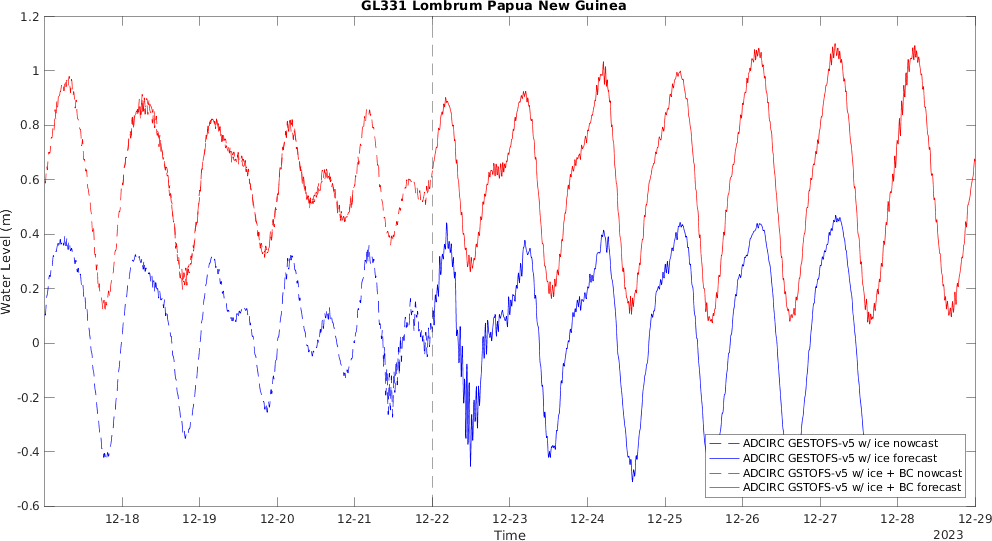 GL331 Lombrum Papua New Guinea
1.2
1
0.8
0.6
0.4
0.2
0
-0.2
-0.4
-0.6
Water Level (m)
ADCIRC GESTOFS-v5 w/ ice nowcast
ADCIRC GESTOFS-v5 w/ ice forecast
ADCIRC GSTOFS-v5 w/ ice + BC nowcast
ADCIRC GSTOFS-v5 w/ ice + BC forecast
12-18 12-19 12-20 12-21 12-22 12-23 12-24 12-25 12-26 12-27 12-28 12-29
Time
2023